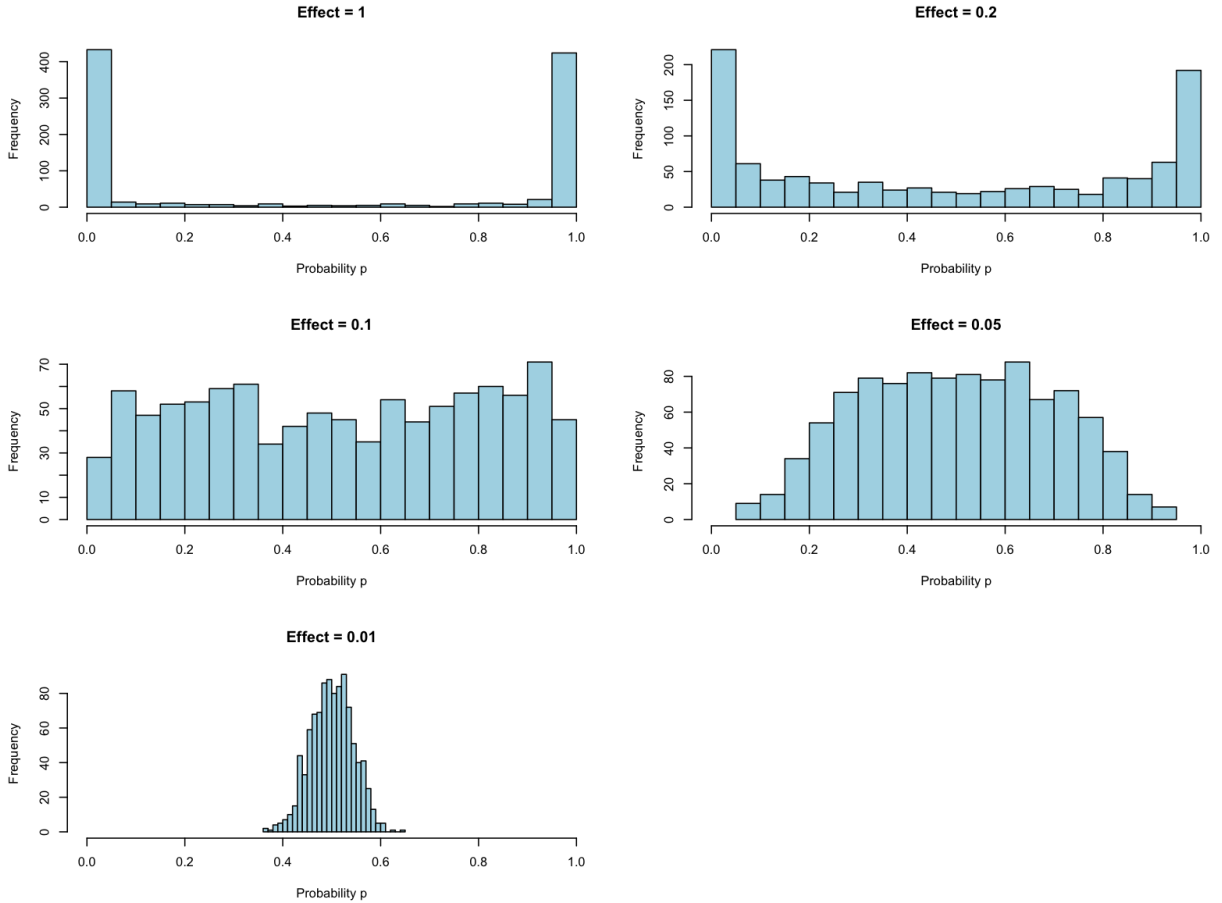 Effect = 1
Frequency
0
100
200
300
400
0.0 0.2 0.4 0.6 0.8 1.0
Probability p
Effect = 0.2
Frequency
0
50
100
150
200
0.0 0.2 0.4 0.6 0.8 1.0
Probability p
Effect = 0.1
Frequency
0
10
30
50
70
0.0 0.2 0.4 0.6 0.8 1.0
Probability p
Effect = 0.05
Frequency
0
20
40
60
80
0.0 0.2 0.4 0.6 0.8 1.0
Probability p
Effect = 0.01
Frequency
0
20
40
60
80
0.0 0.2 0.4 0.6 0.8 1.0
Probability p